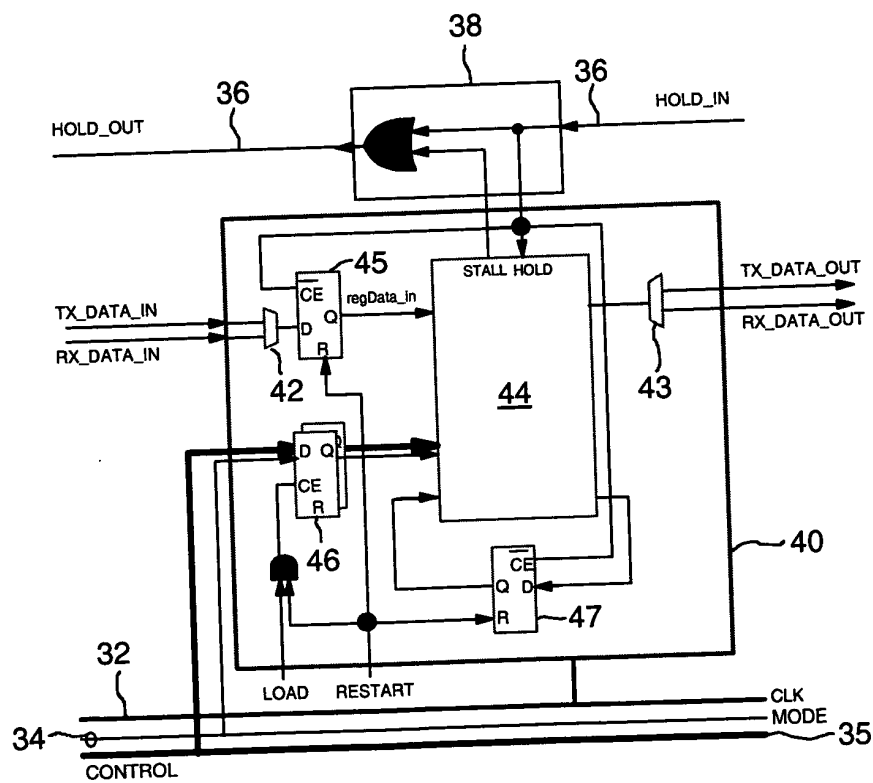 38
36
36
HOLD_IN
HOLD_OUT
45
STALL HOLD
TX_DATA_OUT
CE
regData_in
TX_DATA_IN
D
Q
RX_DATA_OUT
RX_DATA_IN
R
42
43
44
D
Q
Q
CE
R
46
40
CE
Q
D
47
R
32
LOAD
RESTART
CLK
MODE
34
35
CONTROL